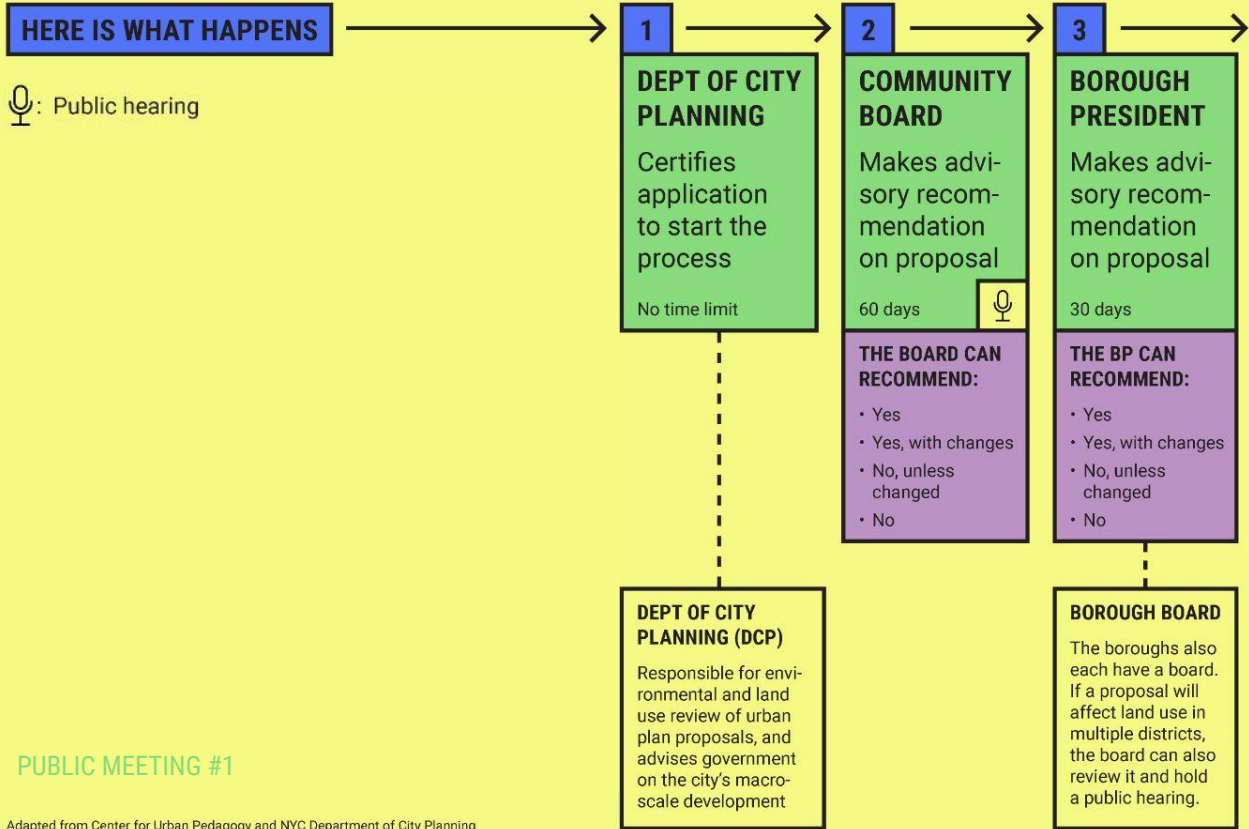 HERE IS WHAT HAPPENS
: Public hearing
1
DEPT OF CITY
PLANNING
Certifies
application
to start the
process
No time limit
DEPT OF CITY
PLANNING (DCP)
Responsible for envi-
ronmental and land
use review of urban
plan proposals, and
advises government
on the city's macro-
scale development
2
COMMUNITY
BOARD
Makes advi-
sory recom-
mendation
on proposal
60 days
THE BOARD CAN
RECOMMEND:
• Yes
• Yes, with changes
• No, unless
changed
• No
3
BOROUGH
PRESIDENT
Makes advi-
sory recom-
mendation
on proposal
30 days
THE BP CAN
RECOMMEND:
• Yes
• Yes, with changes
• No, unless
changed
• No
BOROUGH BOARD
The boroughs also
each have a board.
If a proposal will
affect land use in
multiple districts,
the board can also
review it and hold
a public hearing.
PUBLIC MEETING #1
Adapted from Center for Urban Pedagogy and NYC Department of City Planning